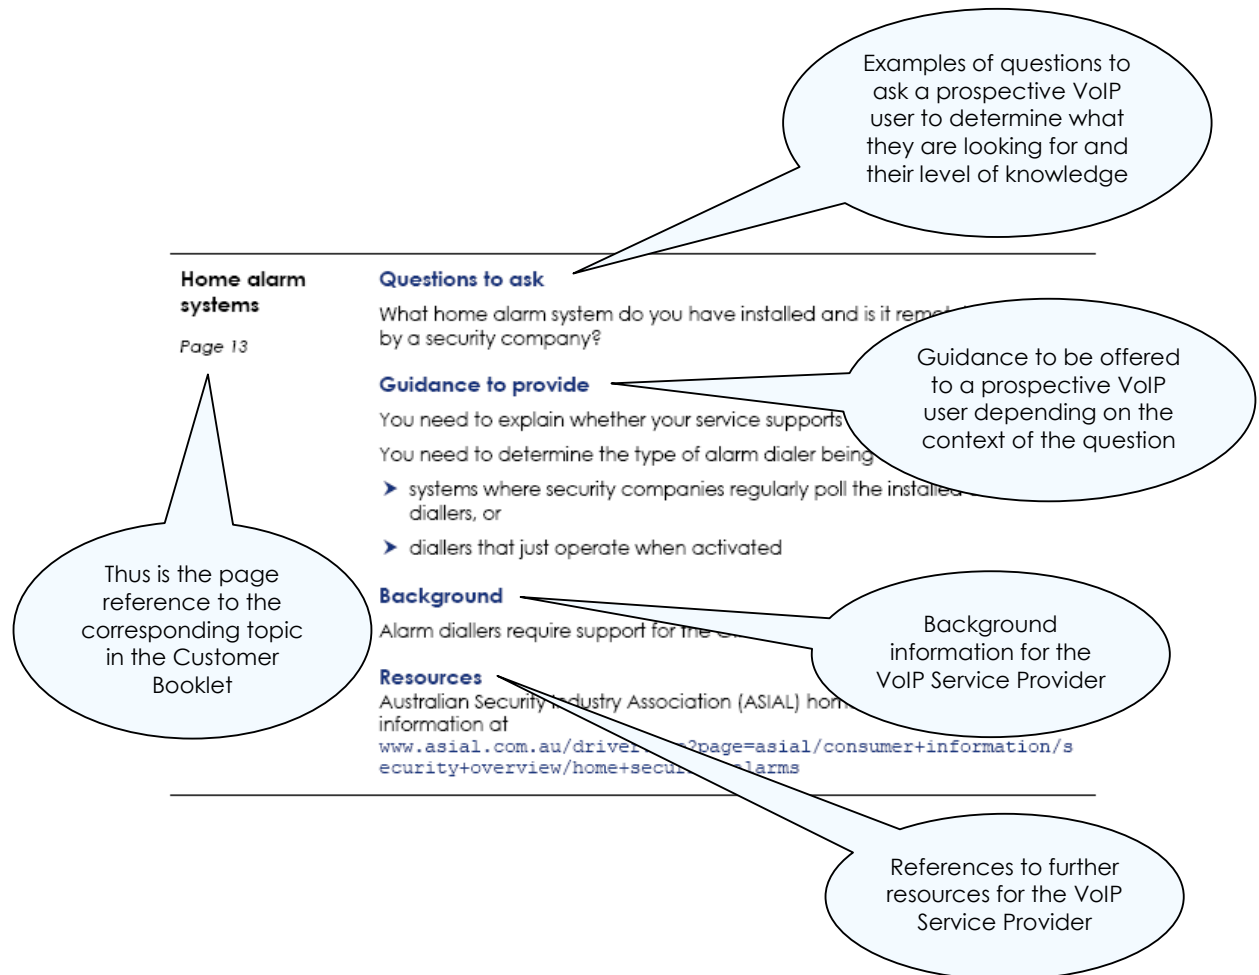 Examples of questions to
ask a prospective VoIP
user to determine what
they are looking for and
their level of knowledge
Home alarm
systems
Page 13
Questions to ask
What home alarm system do you have installed and is it
by a security company?
Guidance to provide
You need to explain whether your service supports
You need to determine the type of alarm dialer being
➤ systems where security companies regularly poll the installed
diallers, or
➤ diallers that just operate when activated
Guidance to be offered
to a prospective VoIP
user depending on the
context of the question
Thus is the page
reference to the
corresponding topic
in the Customer
Booklet
Background
Alarm diallers require support for the
Background
information for the
VoIP Service Provider
Resources
Australian Security Industry Association (ASIAL)
information at
www.asial.com.au/driver. ?page=asial/consumer+information/s
ecurity+overview/home+secur alarms
References to further
resources for the VoIP
Service Provider